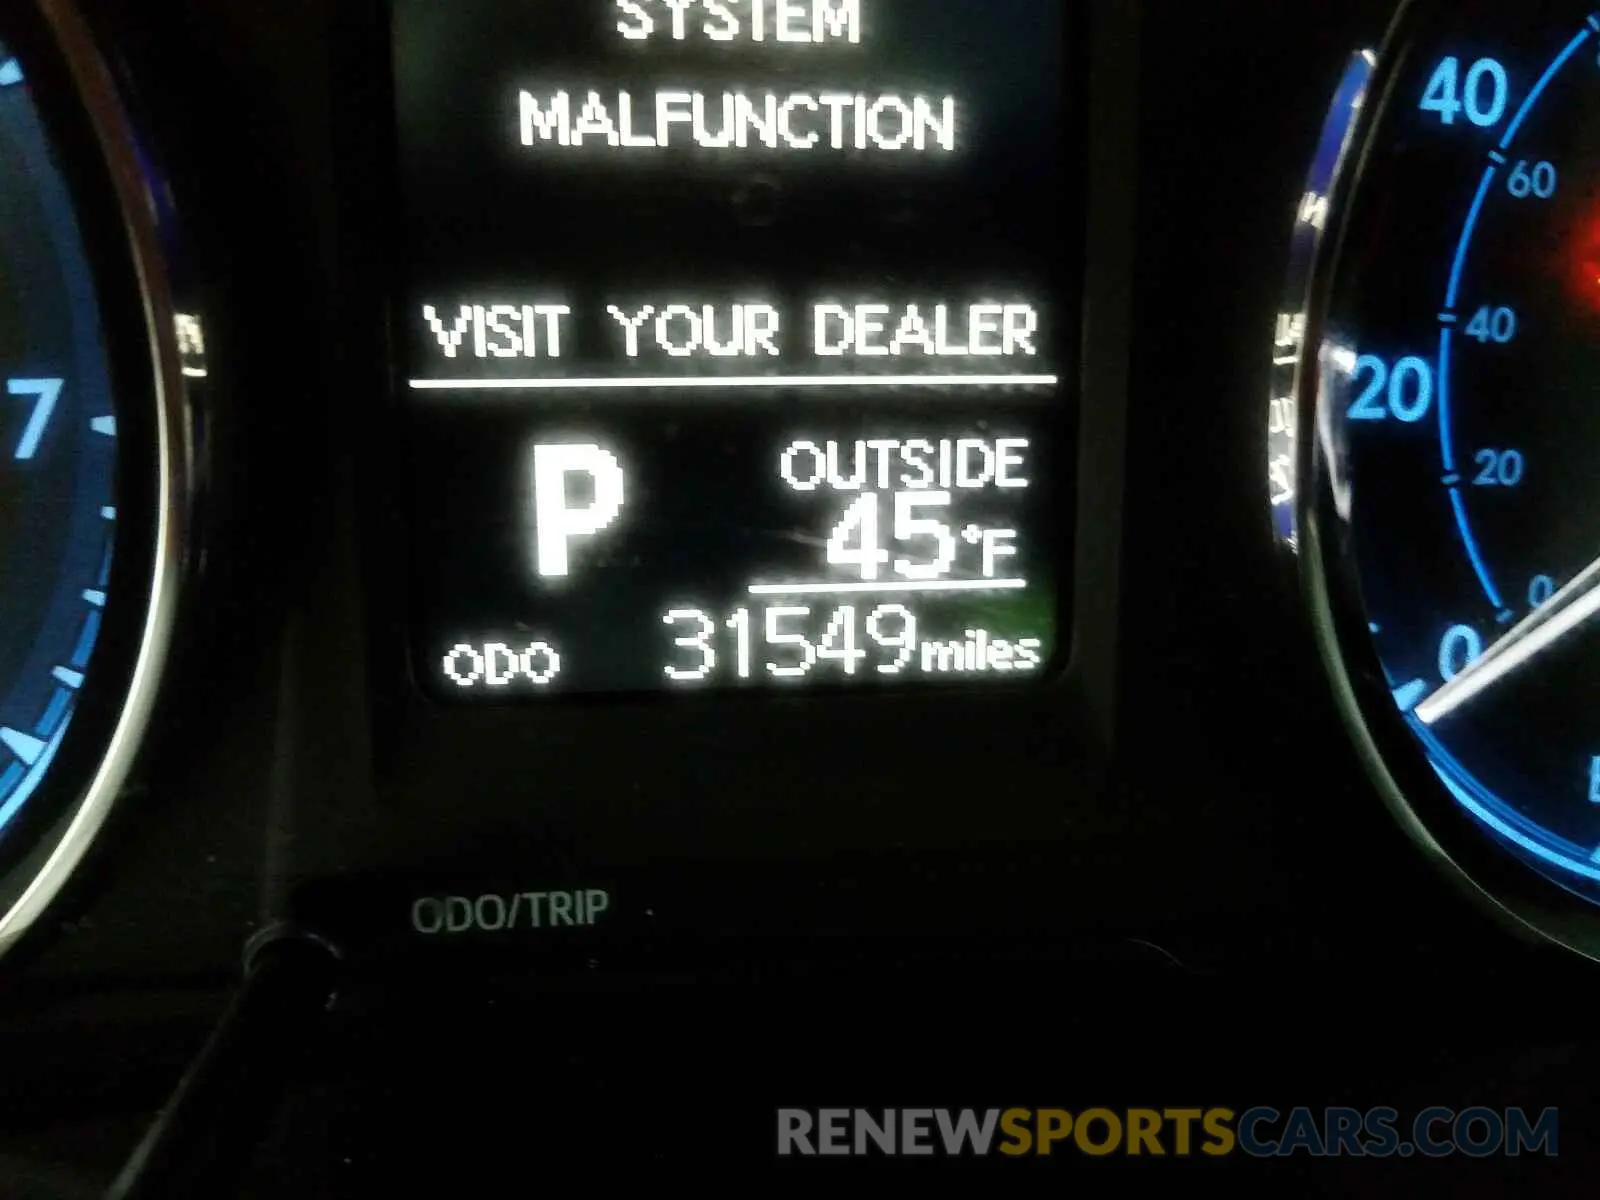 SYSTEM
MALFUNCTION
VISIT YOUR DEALER
P
OUTSIDE
45°F
ODO 31549 miles
ODO/TRIP
7
40
60
40
20
20
0
0
RENEWSPORTSCARS.COM